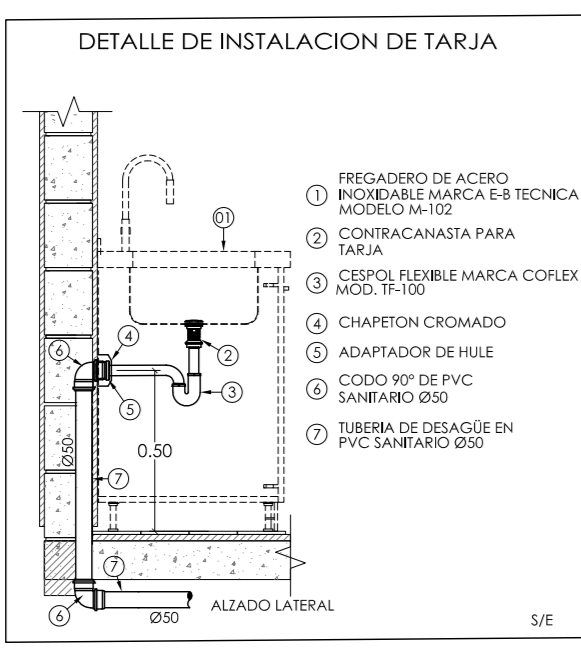 DETALLE DE INSTALACION DE TARJA
01
FREGADERO DE ACERO
1 INOXIDABLE MARCA E-B TECNICA
MODELO M-102
2 CONTRACANASTA PARA
TARJA
3 CESPOL FLEXIBLE MARCA COFLEX
MOD. TF-100
4 CHAPETON CROMADO
5 ADAPTADOR DE HULE
6 CODO 90° DE PVC
SANITARIO Ø50
7 TUBERIA DE DESAGÜE EN
PVC SANITARIO Ø50
4
6
2
5
3
Ø50
0.50
7
7
6
Ø50
ALZADO LATERAL
S/E